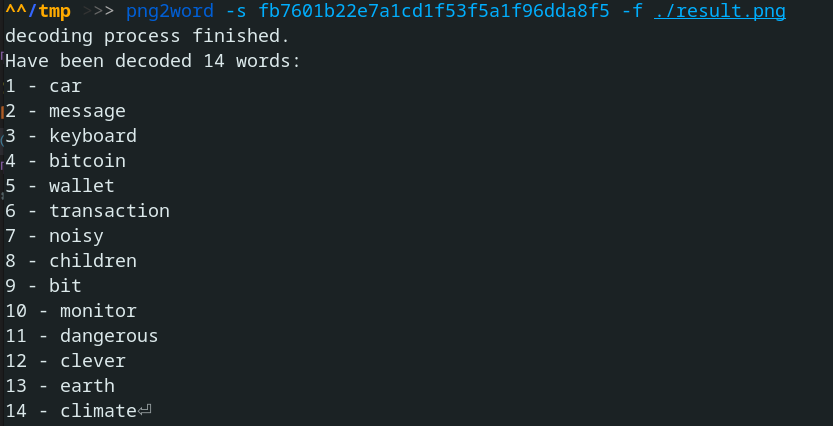 ^^/tmp >>> png2word -s fb7601b22e7a1cd1f53f5a1f96dda8f5 -f ./result.png
decoding process finished.
Have been decoded 14 words:
1 - car
2 - message
3 - keyboard
4 - bitcoin
5 - wallet
6 - transaction
7 - noisy
8 - children
9 - bit
10 - monitor
11 - dangerous
12 - clever
13 - earth
14 - climate⏎